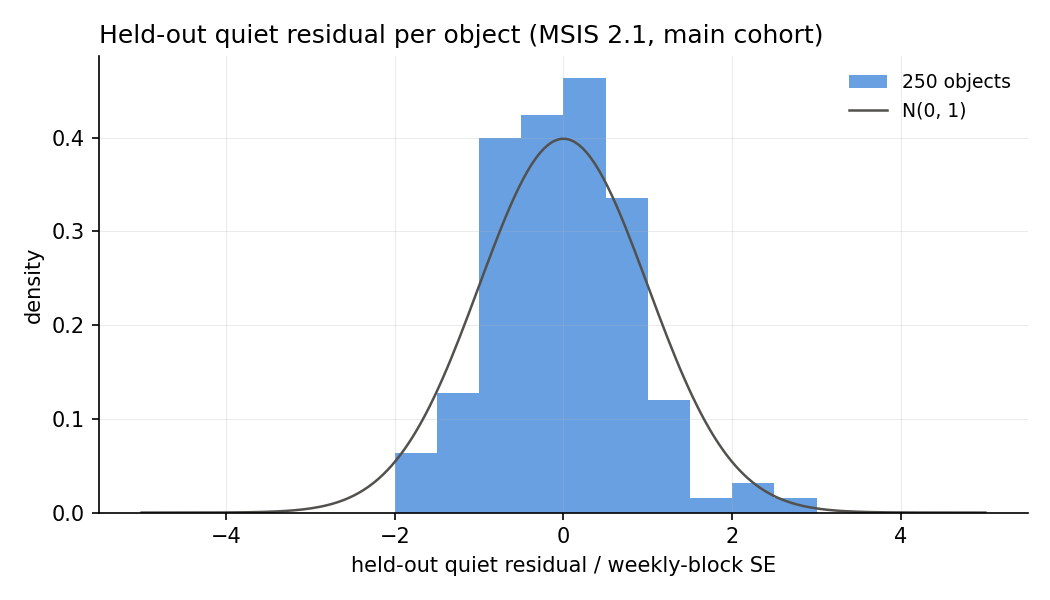 Held-out quiet residual per object (MSIS 2.1, main cohort)
250 objects
N(0, 1)
density
0.4
0.3
0.2
0.1
0.0
−4
−2
0
2
4
held-out quiet residual / weekly-block SE